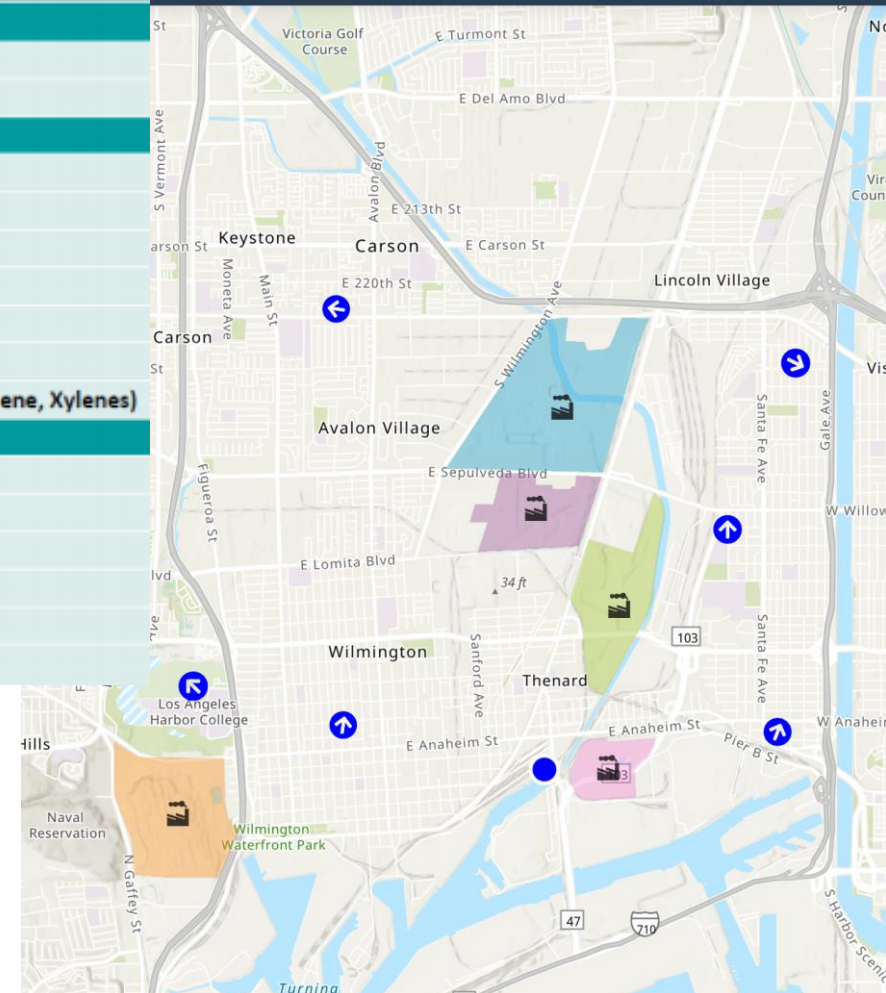 ene, Xylenes)
St
Victoria Golf
Course
E Turmont St
E Del Amo Blvd
S Vermont Ave
Avalon Blvd
E 213th St
arson St
Keystone
Carson
E Carson St
Moneta Ave
Main St
E 220th St
Lincoln Village
S Wilmington Ave
Carson
St
Vis
Avalon Village
Santa Fe Ave
Gale Ave
E Sepulveda Blvd
Figueroa St
W Willow
E Lomita Blvd
lvd
34 ft
103
Wilmington
Sanford Ave
Santa Fe Ave
Thenard
Los Angeles
Harbor College
E Anaheim St
E Anaheim St
W Anaheim
Pier B St
Hills
103
Naval
Reservation
Wilmington
Waterfront Park
N Gaffey St
47
710
S Harbor Scenic
Turning
Vir
Coun
No